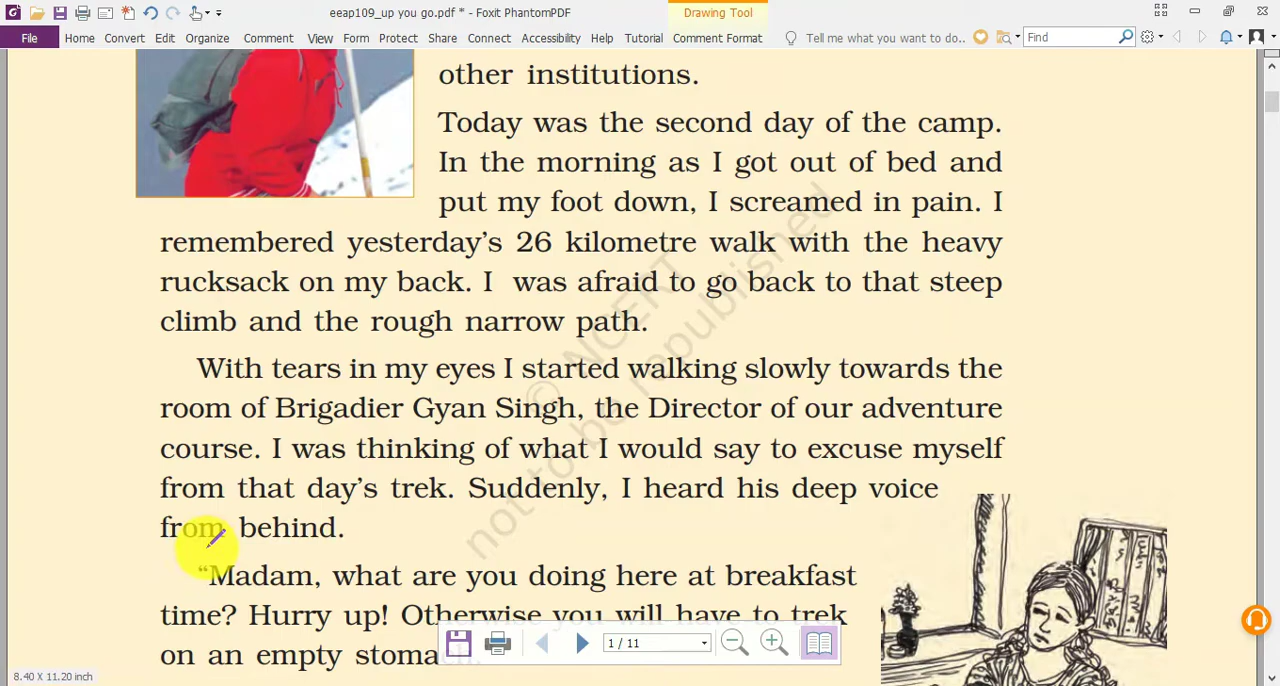 eeap109_up you go.pdf * - Foxit PhantomPDF
Drawing Tool
File Home Convert Edit Organize Comment View Form Protect Share Connect Accessibility Help Tutorial Comment Format Tell me what you want to do.. Find
other institutions.
Today was the second day of the camp.
In the morning as I got out of bed and
put my foot down, I screamed in pain. I
remembered yesterday's 26 kilometre walk with the heavy
rucksack on my back. I was afraid to go back to that steep
climb and the rough narrow path.
With tears in my eyes I started walking slowly towards the
room of Brigadier Gyan Singh, the Director of our adventure
course. I was thinking of what I would say to excuse myself
from that day's trek. Suddenly, I heard his deep voice
from behind.
“Madam, what are you doing here at breakfast
time? Hurry up! Otherwise you will have to trek
on an empty stomach.
© NCERT
not to be republished
1 / 11
8.40 X 11.20 inch